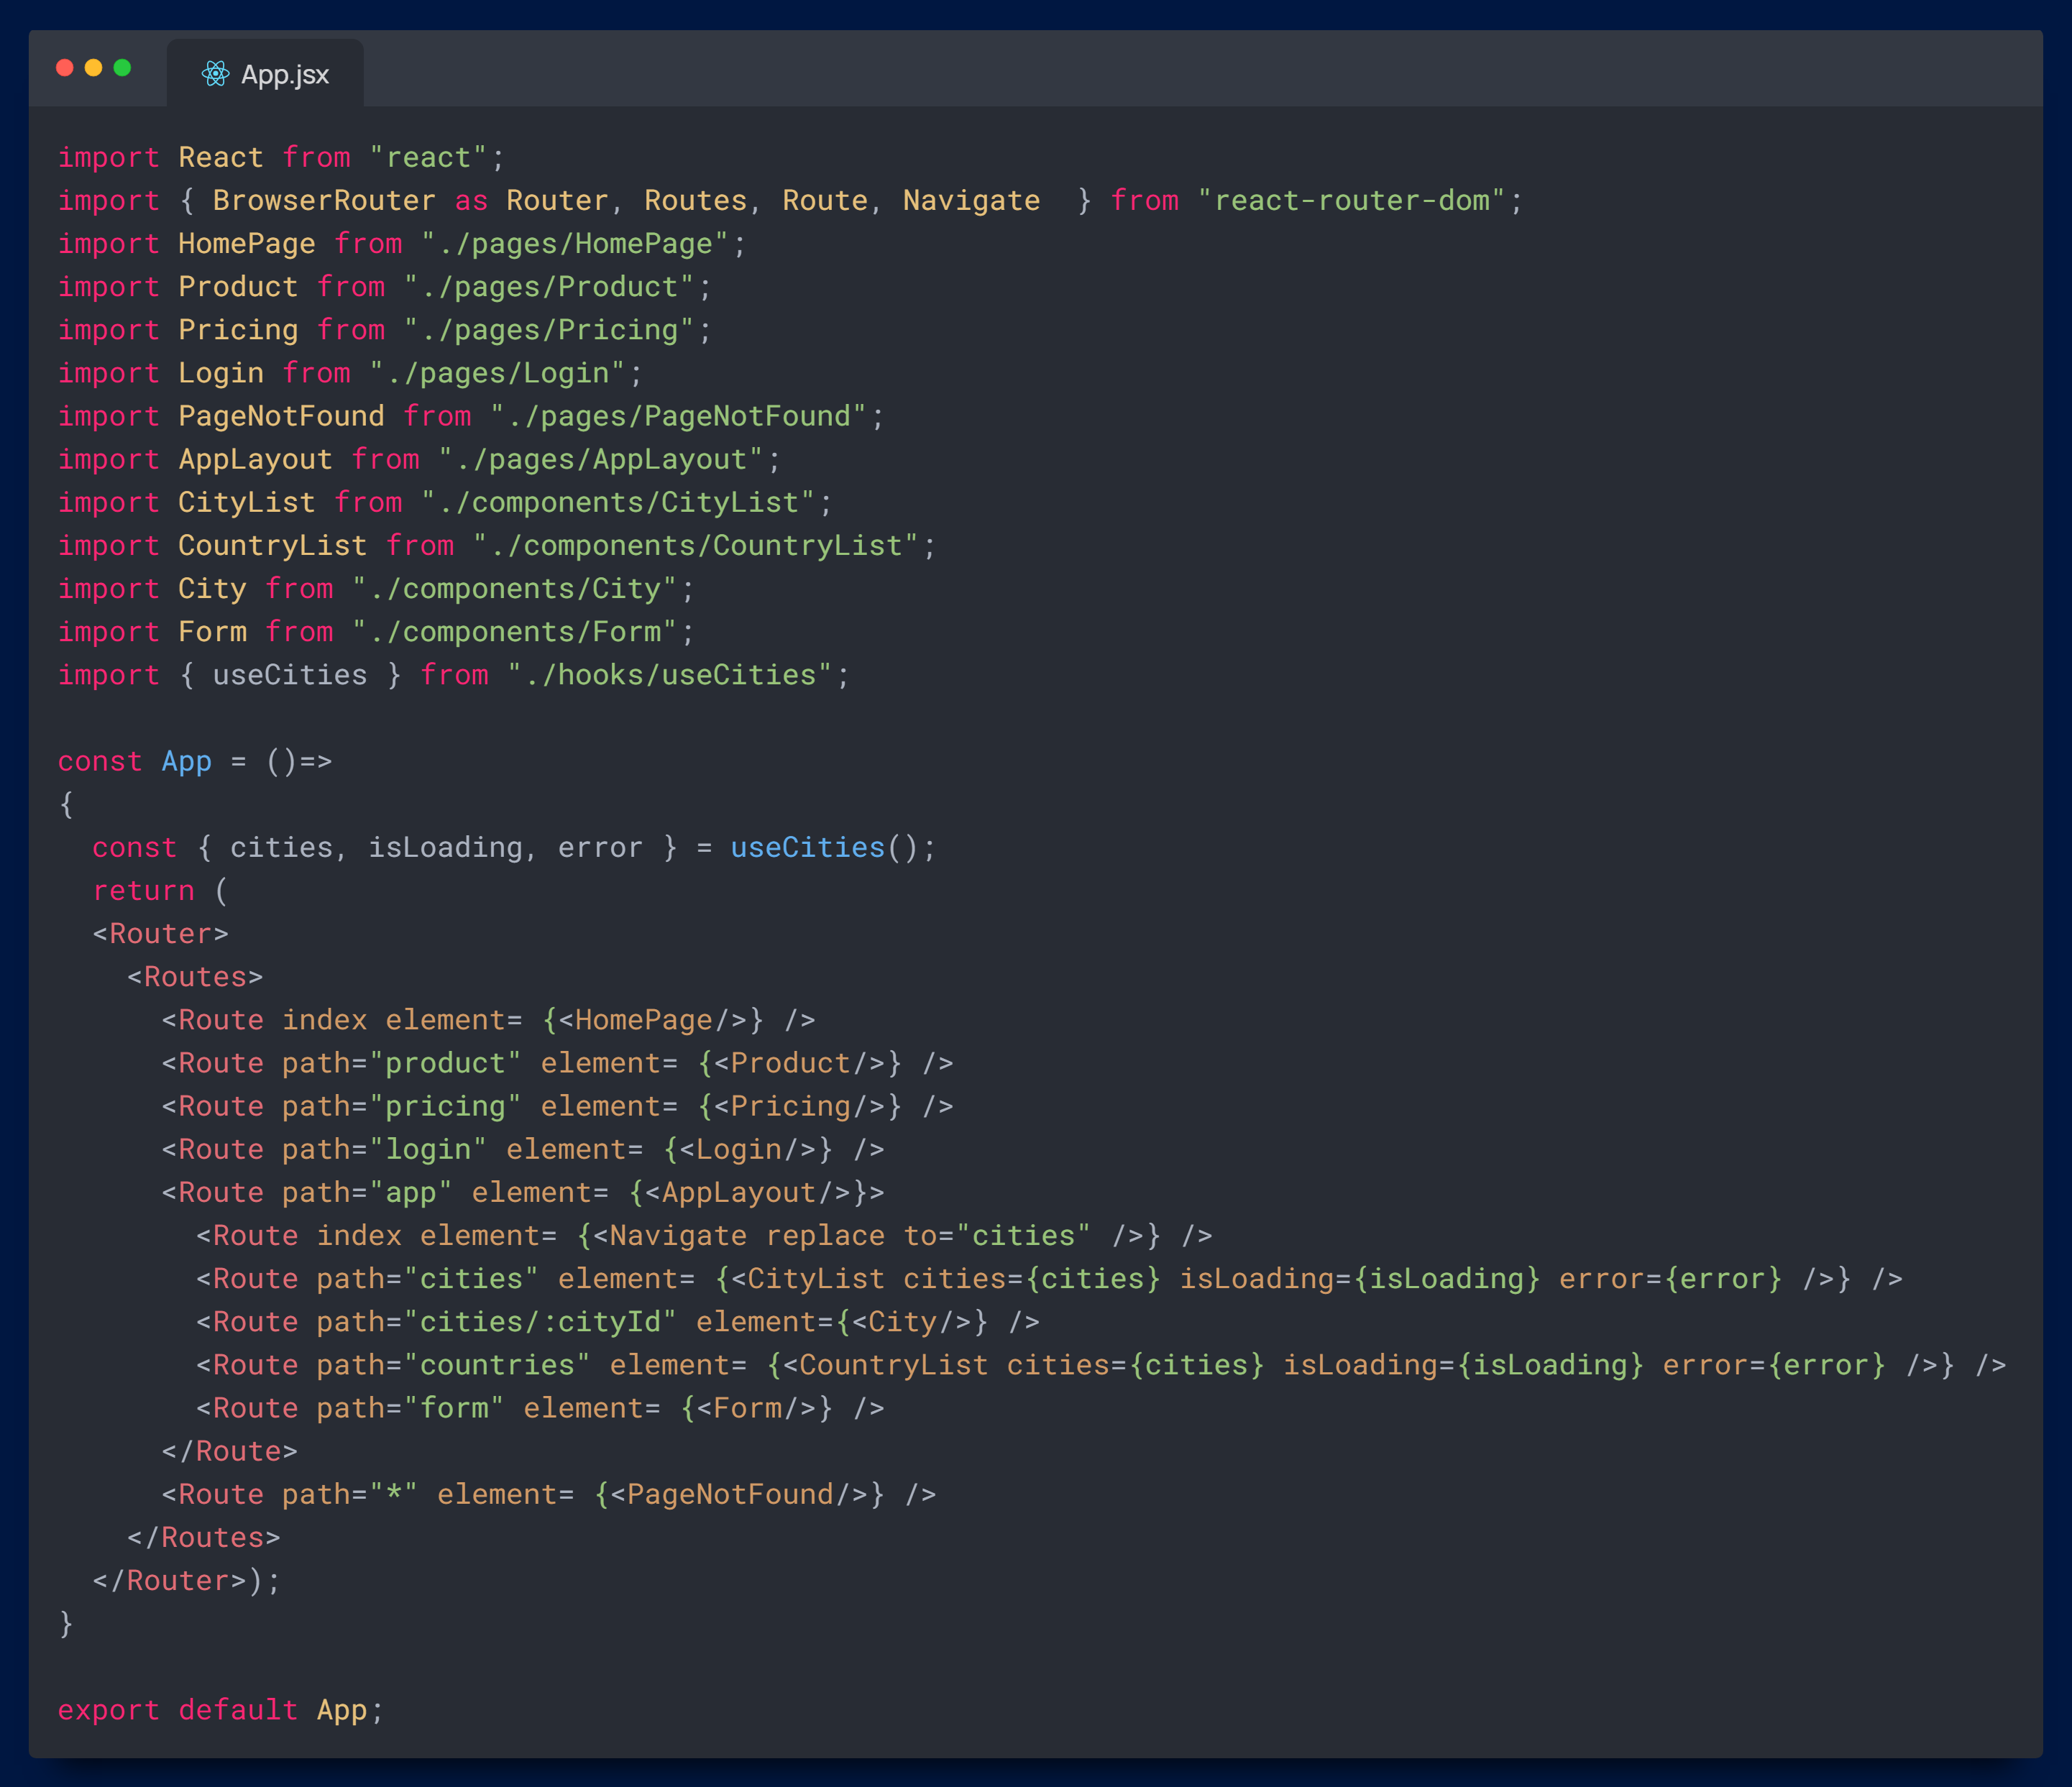 App.jsx
import React from "react";
import { BrowserRouter as Router, Routes, Route, Navigate  } from "react-router-dom";
import HomePage from "./pages/HomePage";
import Product from "./pages/Product";
import Pricing from "./pages/Pricing";
import Login from "./pages/Login";
import PageNotFound from "./pages/PageNotFound";
import AppLayout from "./pages/AppLayout";
import CityList from "./components/CityList";
import CountryList from "./components/CountryList";
import City from "./components/City";
import Form from "./components/Form";
import { useCities } from "./hooks/useCities";

const App = ()=>
{
  const { cities, isLoading, error } = useCities();
  return (
  <Router>
    <Routes>
      <Route index element= {<HomePage/>} />
      <Route path="product" element= {<Product/>} />
      <Route path="pricing" element= {<Pricing/>} />
      <Route path="login" element= {<Login/>} />
      <Route path="app" element= {<AppLayout/>}>
        <Route index element= {<Navigate replace to="cities" />} />
        <Route path="cities" element= {<CityList cities={cities} isLoading={isLoading} error={error} />} />
        <Route path="cities/:cityId" element={<City/>} />
        <Route path="countries" element= {<CountryList cities={cities} isLoading={isLoading} error={error} />} />
        <Route path="form" element= {<Form/>} />
      </Route>
      <Route path="*" element= {<PageNotFound/>} />
    </Routes>
  </Router>);
}

export default App;